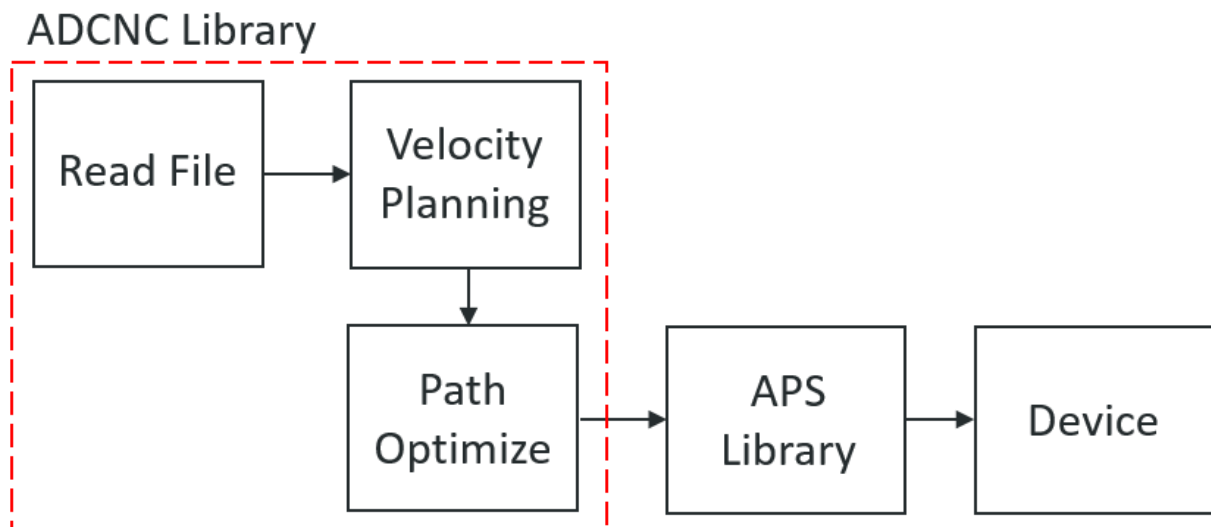 ADCNC Library
Read File
Velocity
Planning
Path
Optimize
APS
Library
Device